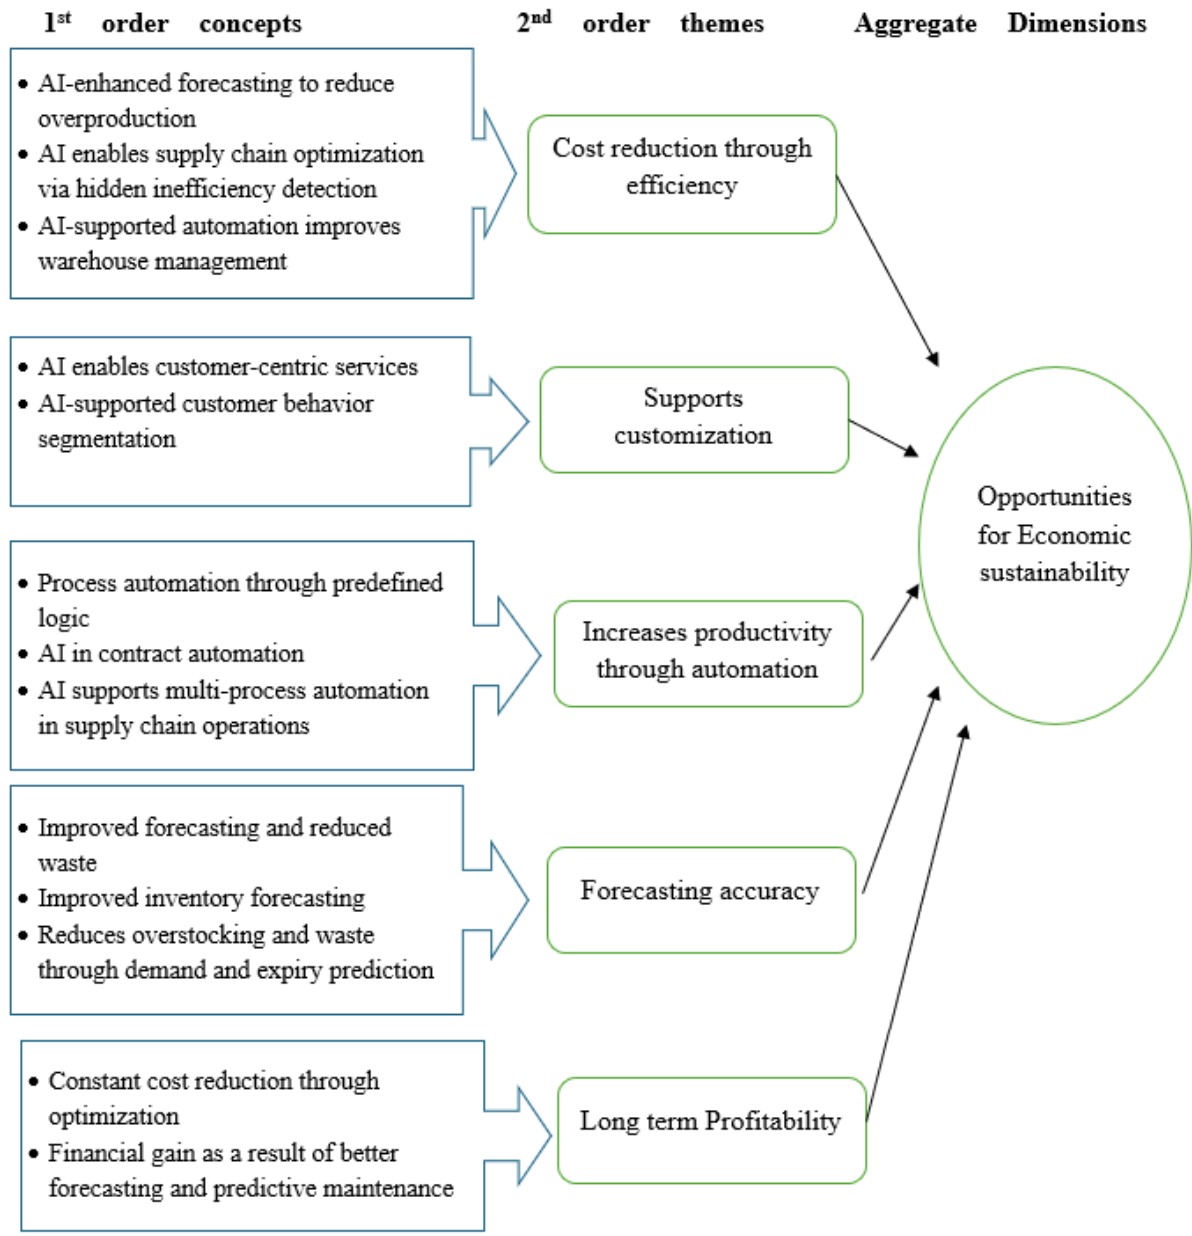 1st order concepts
2nd order themes
Aggregate Dimensions
• AI-enhanced forecasting to reduce
overproduction
• AI enables supply chain optimization
via hidden inefficiency detection
• AI-supported automation improves
warehouse management
Cost reduction through
efficiency
• AI enables customer-centric services
• AI-supported customer behavior
segmentation
Supports
customization
Opportunities
for Economic
sustainability
• Process automation through predefined
logic
• AI in contract automation
• AI supports multi-process automation
in supply chain operations
Increases productivity
through automation
• Improved forecasting and reduced
waste
• Improved inventory forecasting
• Reduces overstocking and waste
through demand and expiry prediction
Forecasting accuracy
• Constant cost reduction through
optimization
• Financial gain as a result of better
forecasting and predictive maintenance
Long term Profitability